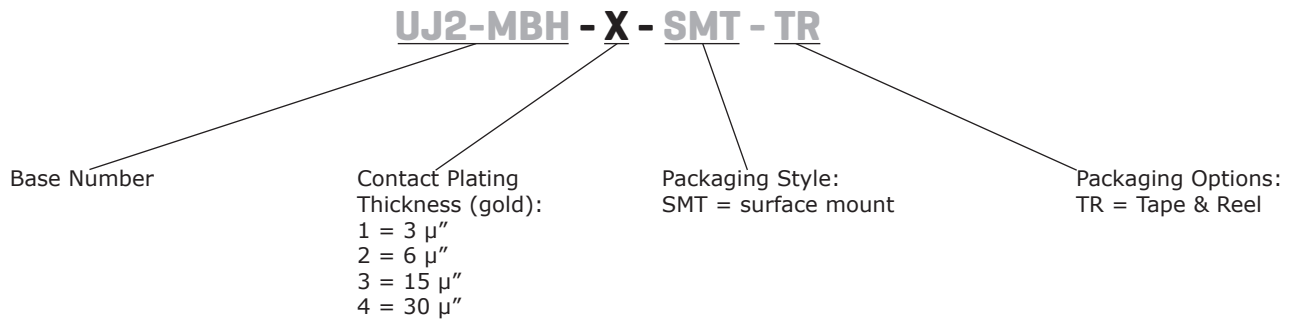 UJ2-MBH - X - SMT - TR
Base Number
Contact Plating
Thickness (gold):
1 = 3 µ”
2 = 6 µ”
3 = 15 µ”
4 = 30 µ”
Packaging Style:
SMT = surface mount
Packaging Options:
TR = Tape & Reel